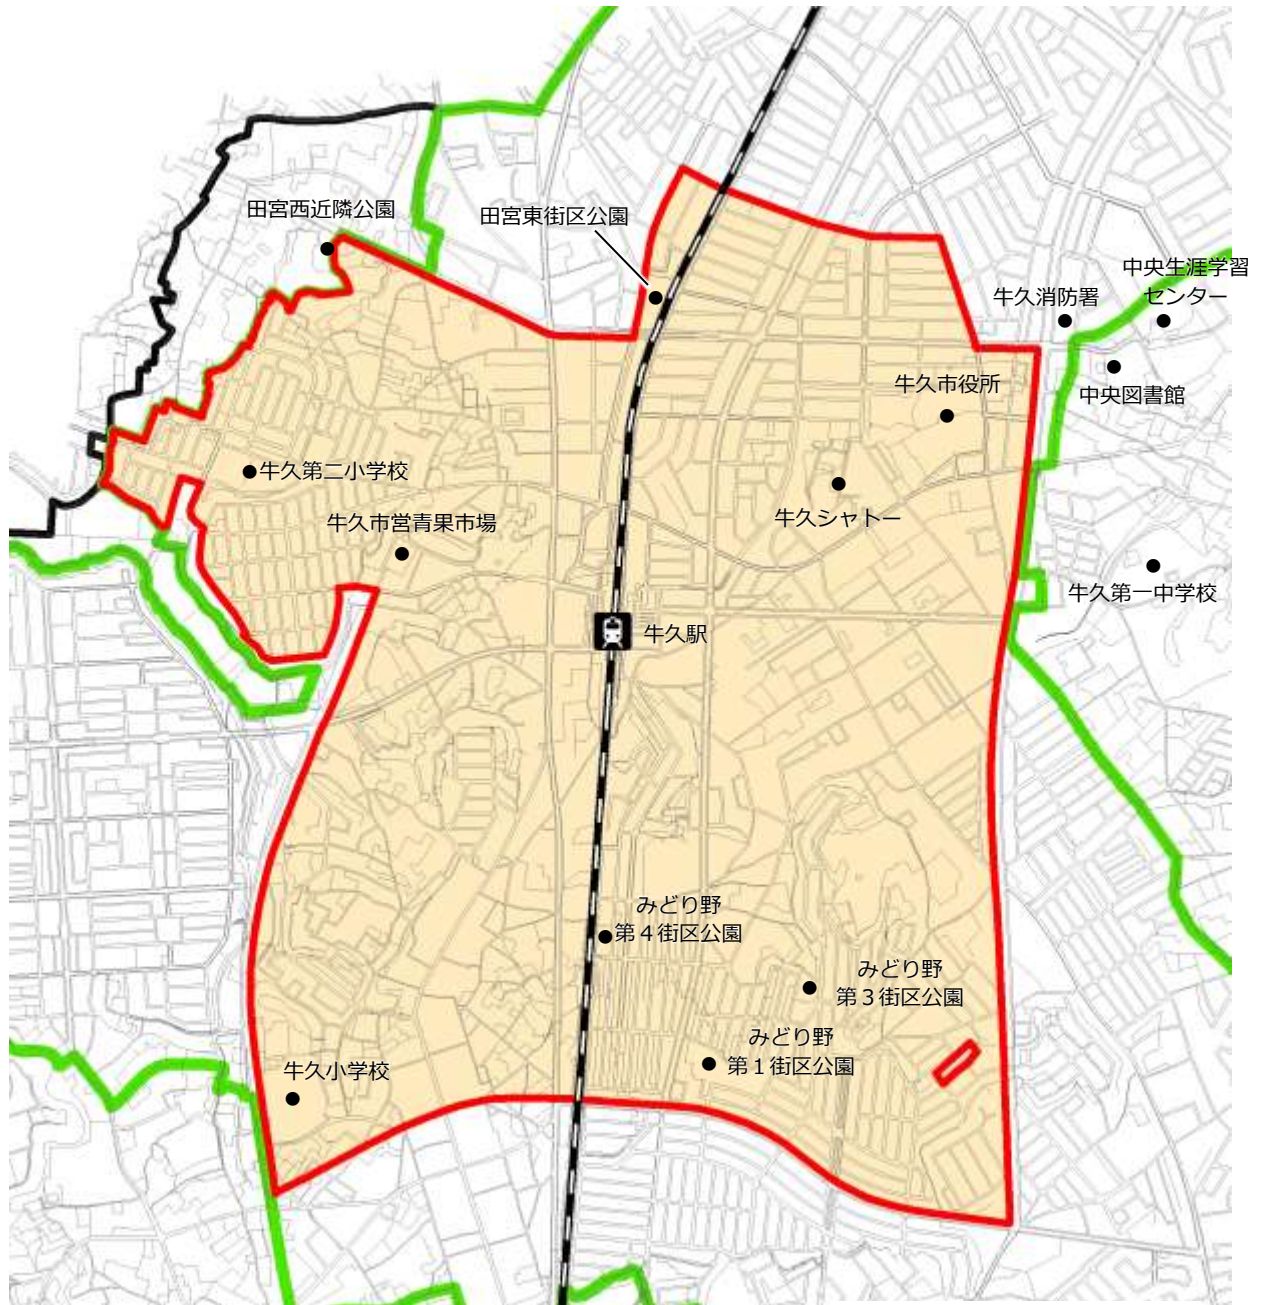 田宮西近隣公園
田宮東街区公園
中央生涯学習
センター
牛久消防署
牛久市役所
中央図書館
牛久第二小学校
牛久シャトー
牛久市営青果市場
牛久第一中学校
牛久駅
みどり野
第４街区公園
みどり野
第３街区公園
みどり野
第１街区公園
牛久小学校